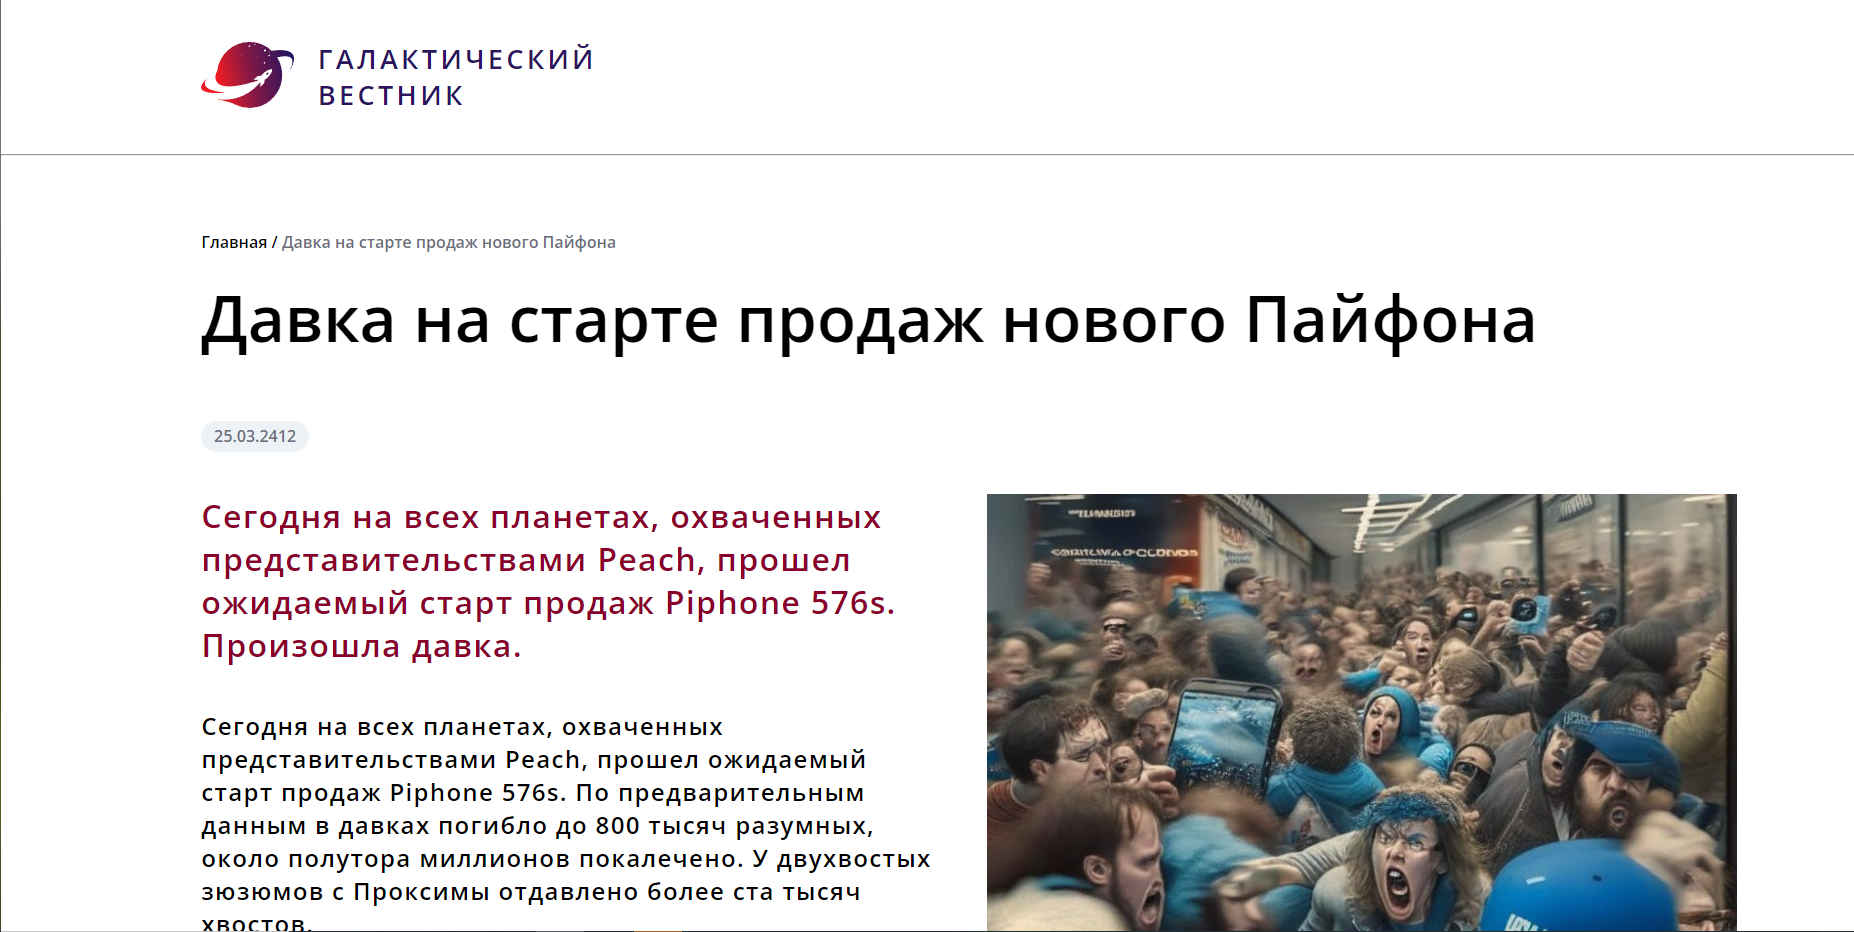 ГАЛАКТИЧЕСКИЙ
ВЕСТНИК
Главная / Давка на старте продаж нового Пайфона
Давка на старте продаж нового Пайфона
25.03.2412
Сегодня на всех планетах, охваченных
представительствами Peach, прошел
ожидаемый старт продаж Piphone 576s.
Произошла давка.
Сегодня на всех планетах, охваченных
представительствами Peach, прошел ожидаемый
старт продаж Piphone 576s. По предварительным
данным в давках погибло до 800 тысяч разумных,
около полутора миллионов покалечено. У двухвостых
зюзюмов с Проксимы отдавлено более ста тысяч
хвостов.